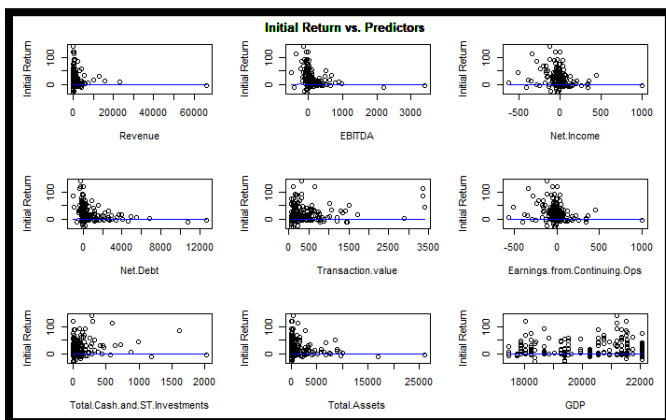 Initial Return vs. Predictors
Initial Return
0 100
0 20000 40000 60000
Revenue
Initial Return
0 100
0 1000 2000 3000
EBITDA
Initial Return
0 100
-500 0 500 1000
Net.Income
Initial Return
0 100
0 4000 8000 12000
Net.Debt
Initial Return
0 100
0 500 1500 2500 3500
Transaction.value
Initial Return
0 100
-500 0 500 1000
Earnings.from.Continuing.Ops
Initial Return
0 100
0 500 1000 1500 2000
Total.Cash.and.ST.Investments
Initial Return
0 100
0 5000 15000 25000
Total.Assets
Initial Return
0 100
18000 19000 20000 21000 22000
GDP